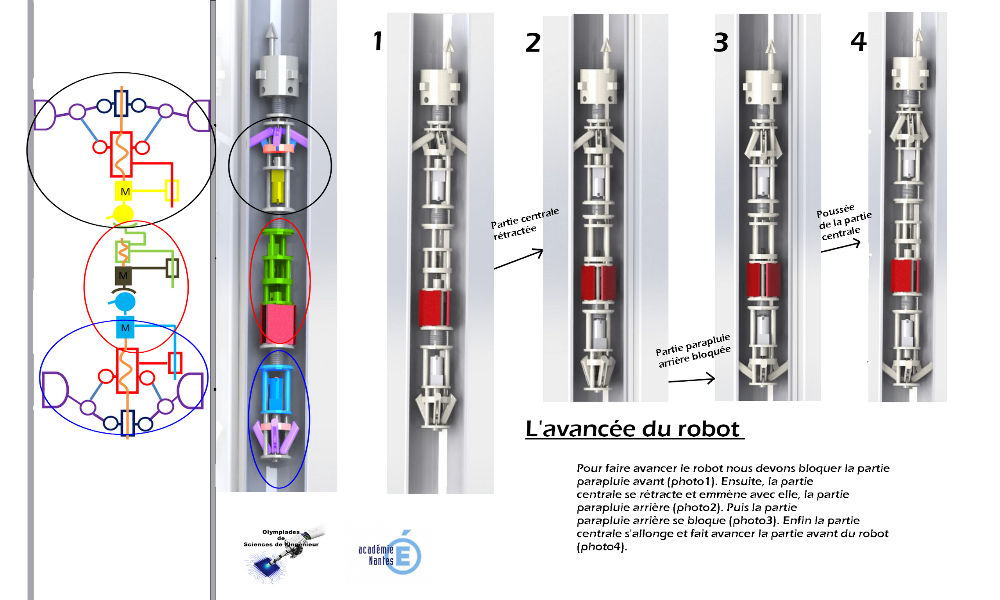 M
M
M
1
2
3
4
Partie centrale
rétractée
Partie parapluie
arrière bloquée
Poussée
de la partie
centrale
L'avancée du robot
Pour faire avancer le robot nous devons bloquer la partie
parapluie avant (photo1). Ensuite, la partie
centrale se rétracte et emmène avec elle, la partie
parapluie arrière (photo2). Puis la partie
parapluie arrière se bloque (photo3). Enfin la partie
centrale s'allonge et fait avancer la partie avant du robot
(photo4).
Olympiades
de
Sciences de l'Ingénieur
académie
Nantes
É